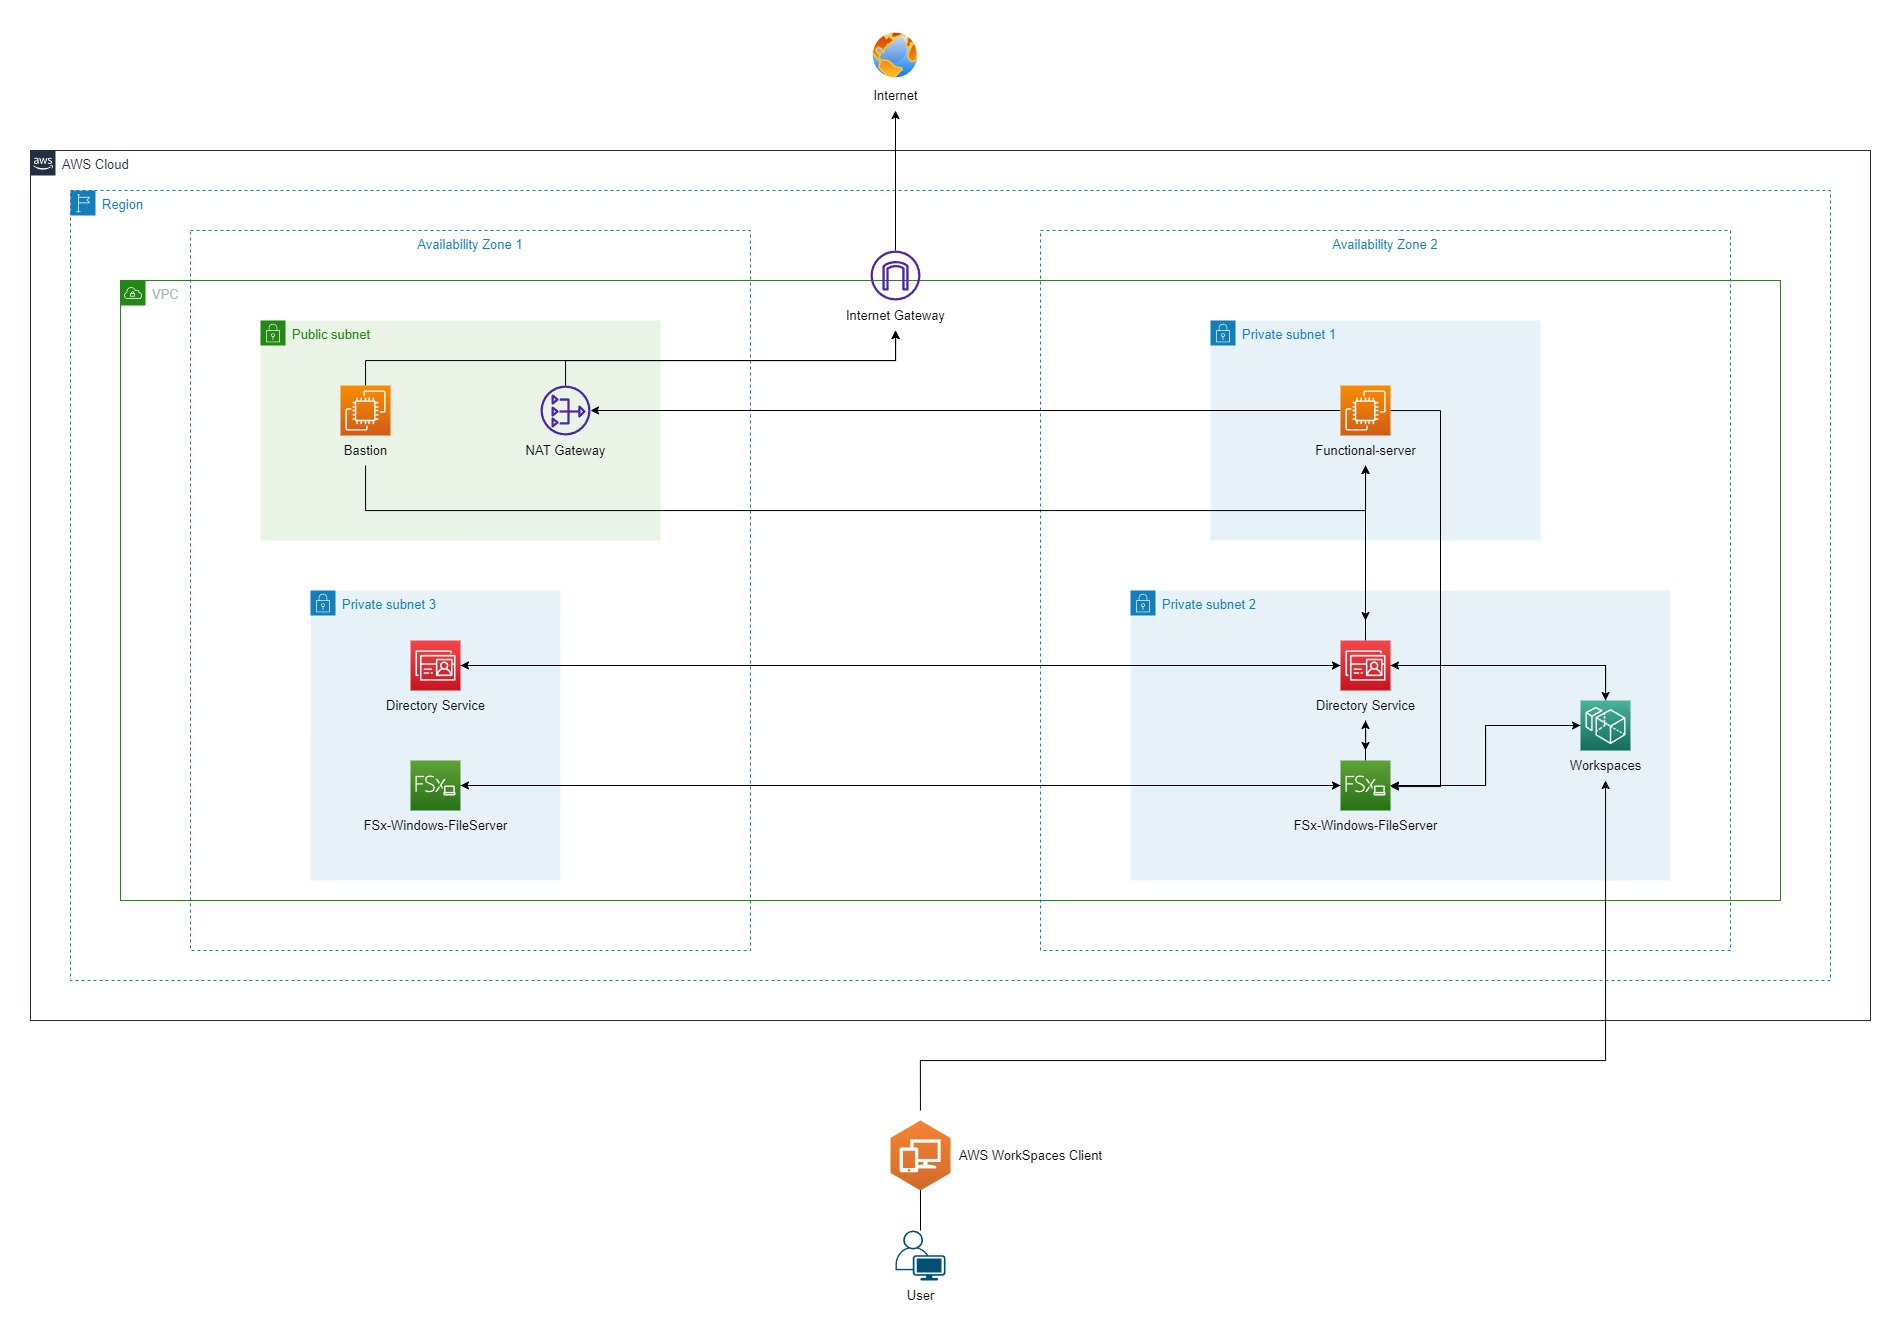 Internet
aws
AWS Cloud
Region
Availability Zone 1
Availability Zone 2
VPC
Internet Gateway
Public subnet
Private subnet 1
Bastion
NAT Gateway
Functional-server
Private subnet 3
Private subnet 2
Directory Service
Directory Service
Workspaces
FSx
FSx
FSx-Windows-FileServer
FSx-Windows-FileServer
AWS WorkSpaces Client
User